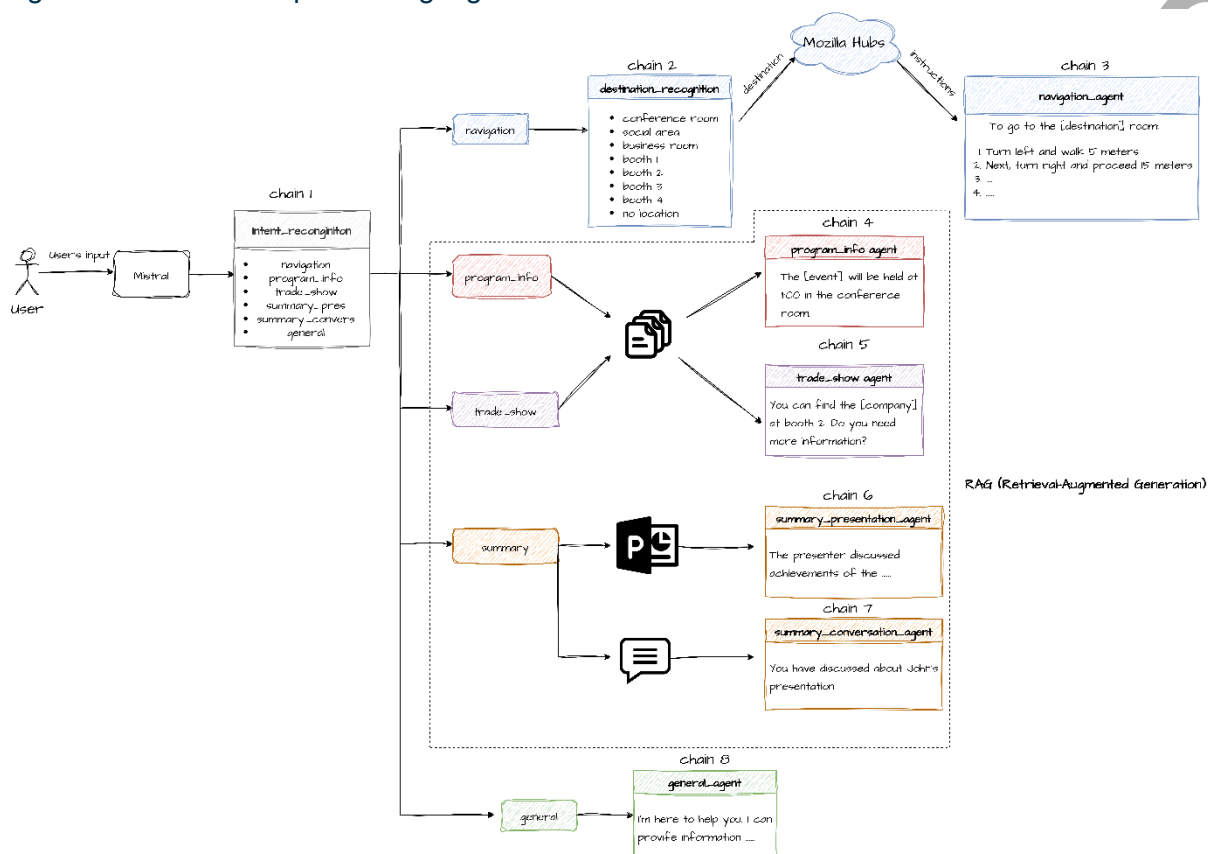 Mozilla Hubs
destination
instructions
chain 2
destination_recognition
• conference room
• social area
• business room
• booth 1
• booth 2
• booth 3
• booth 4
• no location
chain 3
navigation_agent
To go to the [destination] room:
1. Turn left and walk 5 meters
2. Next, turn right and proceed 15 meters
3. ...
4. .....
navigation
chain 1
intent_recognition
• navigation
• program_info
• trade_show
• summary_pres
• summary_convers
• general
User
User's input
Mistral
program_info
chain 4
program_info agent
The [event] will be held at
1:00 in the conference
room.
trade_show
chain 5
trade_show agent
You can find the [company]
at booth 2. Do you need
more information?
RAG (Retrieval-Augmented Generation)
summary
P
chain 6
summary_presentation_agent
The presenter discussed
achievements of the .....
chain 7
summary_conversation_agent
You have discussed about John's
presentation
chain 8
general_agent
I'm here to help you. I can
provife information .....
general